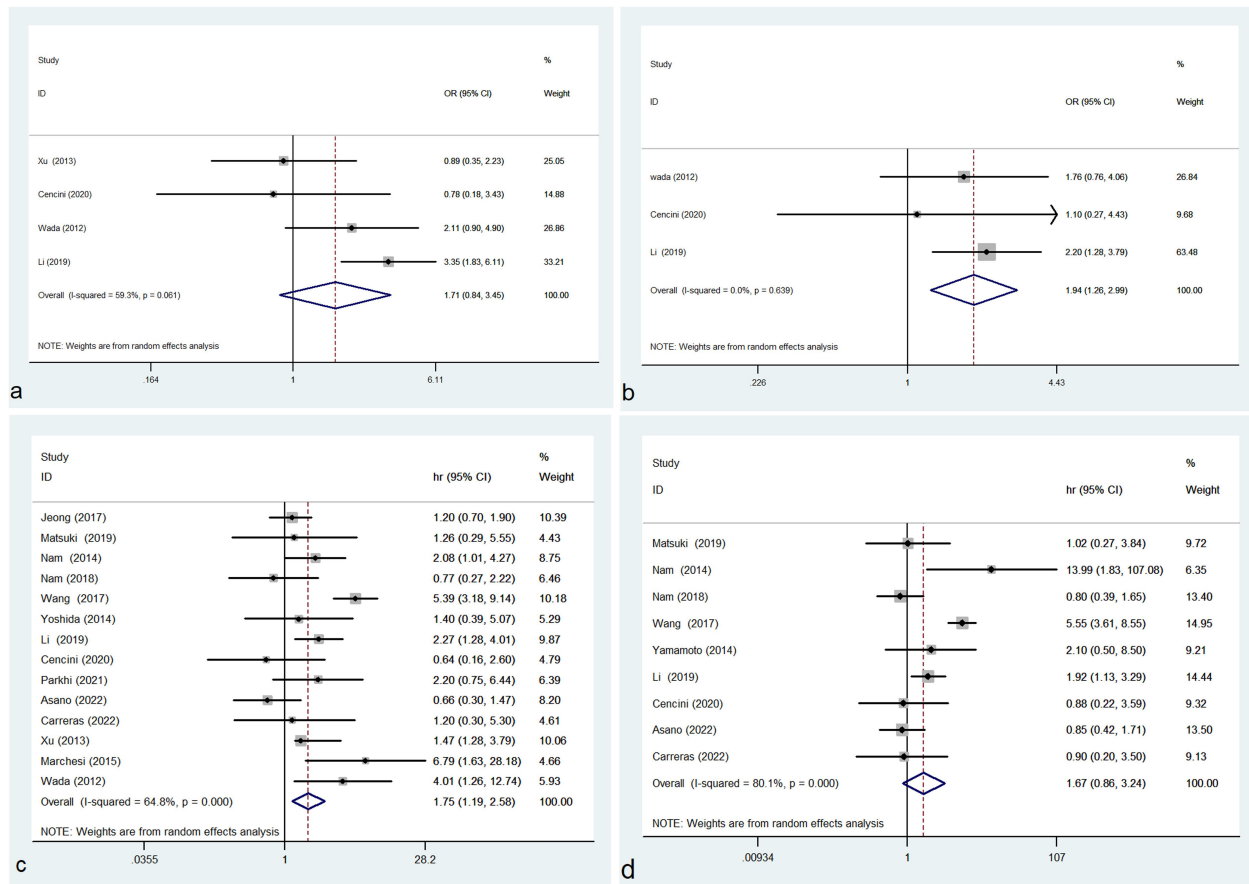 Study %
ID OR (95% CI) Weight
Xu (2013) 0.89 (0.35, 2.23) 25.05
Cencini (2020) 0.78 (0.18, 3.43) 14.88
Wada (2012) 2.11 (0.90, 4.90) 26.86
Li (2019) 3.35 (1.83, 6.11) 33.21
Overall (I-squared = 59.3%, p = 0.061) 1.71 (0.84, 3.45) 100.00
NOTE: Weights are from random effects analysis
.164 1 6.11
a
Study %
ID OR (95% CI) Weight
wada (2012) 1.76 (0.76, 4.06) 26.84
Cencini (2020) 1.10 (0.27, 4.43) 9.68
Li (2019) 2.20 (1.28, 3.79) 63.48
Overall (I-squared = 0.0%, p = 0.639) 1.94 (1.26, 2.99) 100.00
NOTE: Weights are from random effects analysis
.226 1 4.43
b
Study %
ID hr (95% CI) Weight
Jeong (2017) 1.20 (0.70, 1.90) 10.39
Matsuki (2019) 1.26 (0.29, 5.55) 4.43
Nam (2014) 2.08 (1.01, 4.27) 8.75
Nam (2018) 0.77 (0.27, 2.22) 6.46
Wang (2017) 5.39 (3.18, 9.14) 10.18
Yoshida (2014) 1.40 (0.39, 5.07) 5.29
Li (2019) 2.27 (1.28, 4.01) 9.87
Cencini (2020) 0.64 (0.16, 2.60) 4.79
Parkhi (2021) 2.20 (0.75, 6.44) 6.39
Asano (2022) 0.66 (0.30, 1.47) 8.20
Carreras (2022) 1.20 (0.30, 5.30) 4.61
Xu (2013) 1.47 (1.28, 3.79) 10.06
Marchesi (2015) 6.79 (1.63, 28.18) 4.66
Wada (2012) 4.01 (1.26, 12.74) 5.93
Overall (I-squared = 64.8%, p = 0.000) 1.75 (1.19, 2.58) 100.00
NOTE: Weights are from random effects analysis
.0355 1 28.2
c
Study %
ID hr (95% CI) Weight
Matsuki (2019) 1.02 (0.27, 3.84) 9.72
Nam (2014) 13.99 (1.83, 107.08) 6.35
Nam (2018) 0.80 (0.39, 1.65) 13.40
Wang (2017) 5.55 (3.61, 8.55) 14.95
Yamamoto (2014) 2.10 (0.50, 8.50) 9.21
Li (2019) 1.92 (1.13, 3.29) 14.44
Cencini (2020) 0.88 (0.22, 3.59) 9.32
Asano (2022) 0.85 (0.42, 1.71) 13.50
Carreras (2022) 0.90 (0.20, 3.50) 9.13
Overall (I-squared = 80.1%, p = 0.000) 1.67 (0.86, 3.24) 100.00
NOTE: Weights are from random effects analysis
.00934 1 107
d